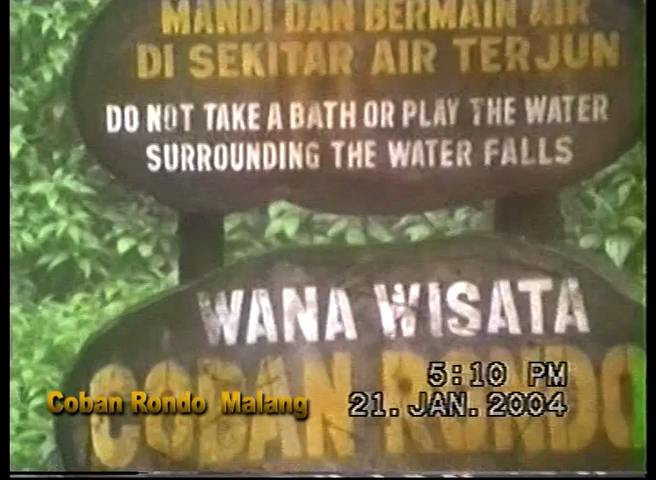 MANDI DAN BERMAIN AIR
DI SEKITAR AIR TERJUN
DO NOT TAKE A BATH OR PLAY THE WATER
SURROUNDING THE WATER FALLS
WANA WISATA
COBAN RONDO
5:10 PM
21. JAN. 2004
Coban Rondo Malang